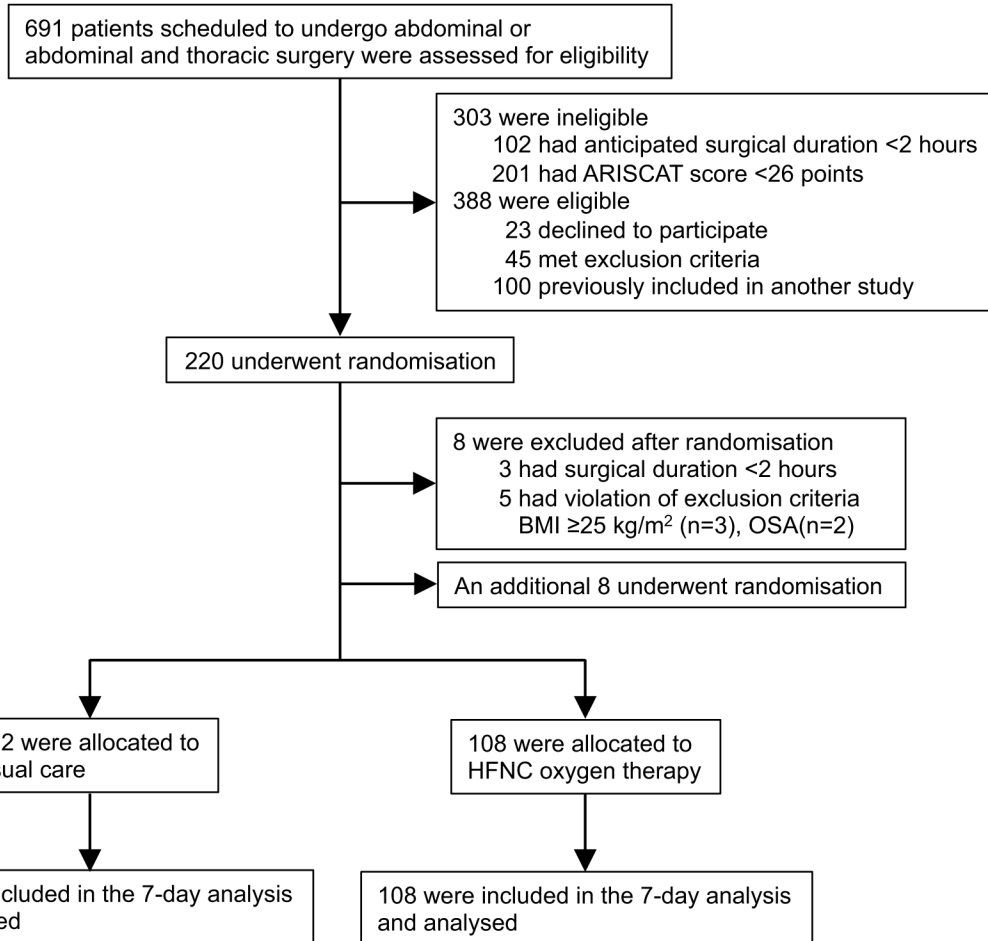 691 patients scheduled to undergo abdominal or
abdominal and thoracic surgery were assessed for eligibility
303 were ineligible
102 had anticipated surgical duration <2 hours
201 had ARISCAT score <26 points
388 were eligible
23 declined to participate
45 met exclusion criteria
100 previously included in another study
220 underwent randomisation
8 were excluded after randomisation
3 had surgical duration <2 hours
5 had violation of exclusion criteria
BMI ≥25 kg/m² (n=3), OSA(n=2)
An additional 8 underwent randomisation
2 were allocated to
care
108 were allocated to
HFNC oxygen therapy
in the 7-day analysis
108 were included in the 7-day analysis
and analysed